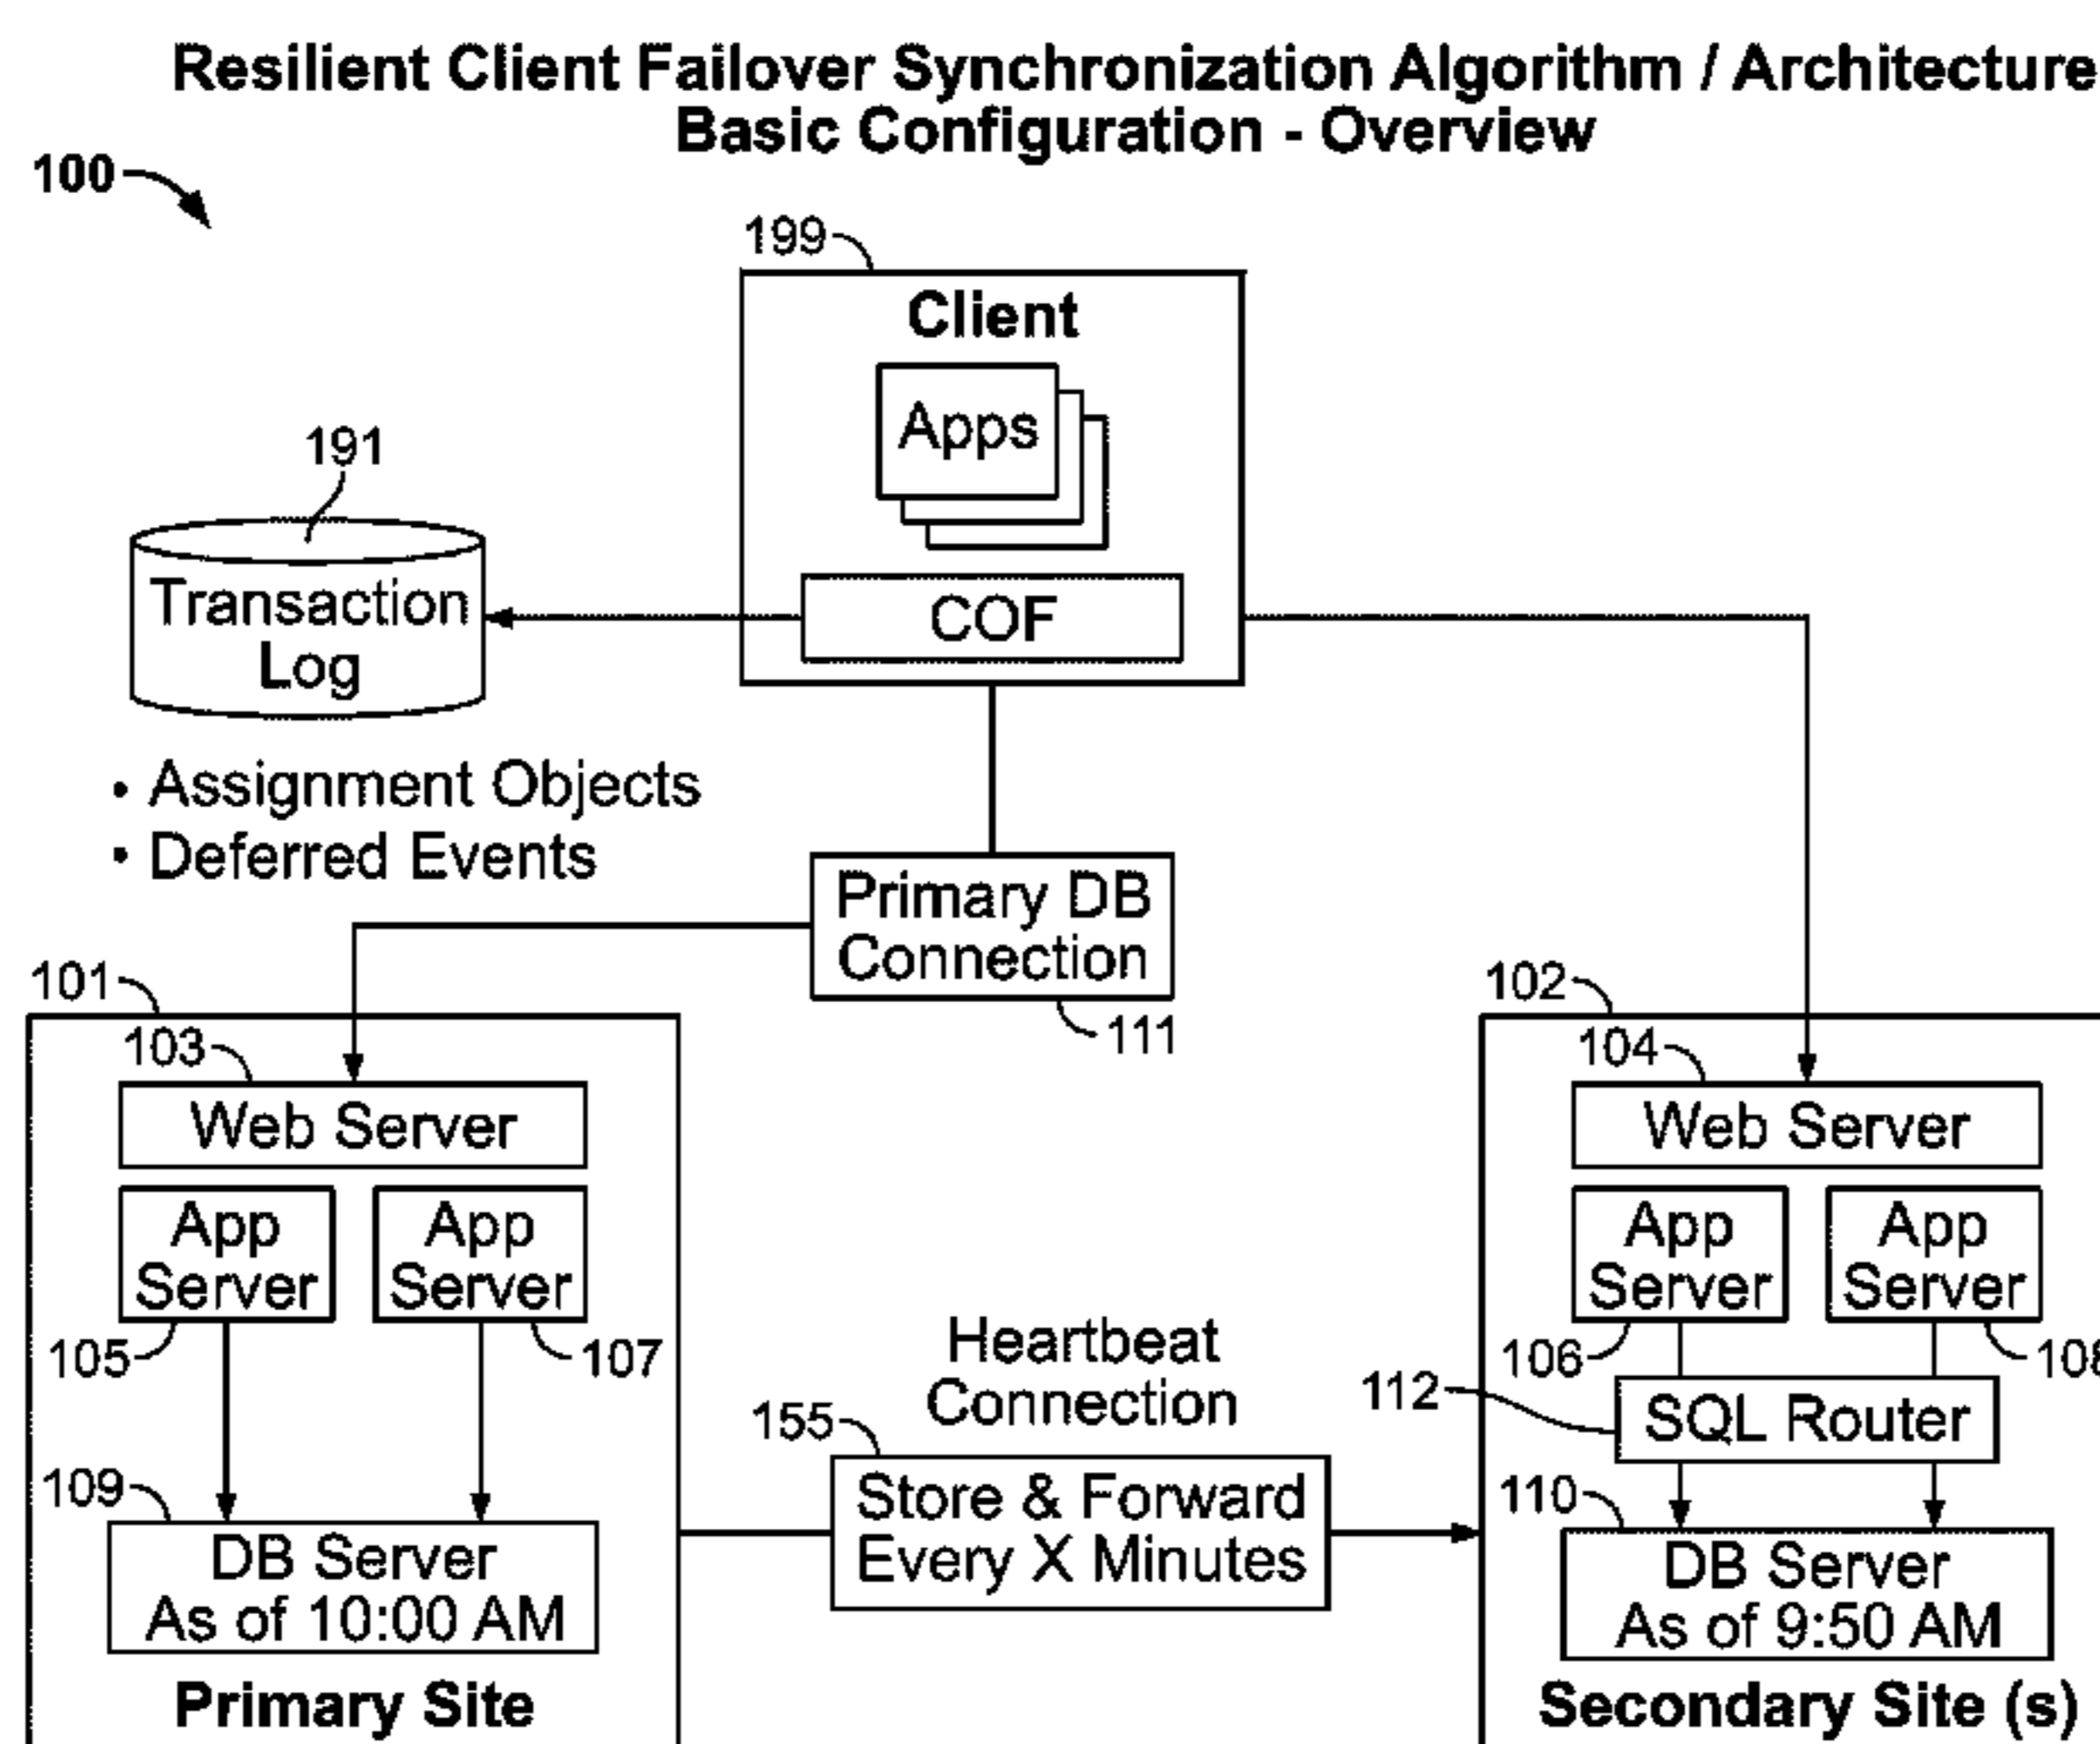 Resilient Client Failover Synchronization Algorithm / Architecture
Basic Configuration - Overview
100
199
Client
Apps
COF
191
Transaction
Log
• Assignment Objects
• Deferred Events
Primary DB
Connection
111
101
103
Web Server
App
Server
App
Server
105
107
109
DB Server
As of 10:00 AM
Primary Site
Heartbeat
Connection
155
Store & Forward
Every X Minutes
102
104
Web Server
App
Server
App
Server
106
108
112
SQL Router
110
DB Server
As of 9:50 AM
Secondary Site (s)